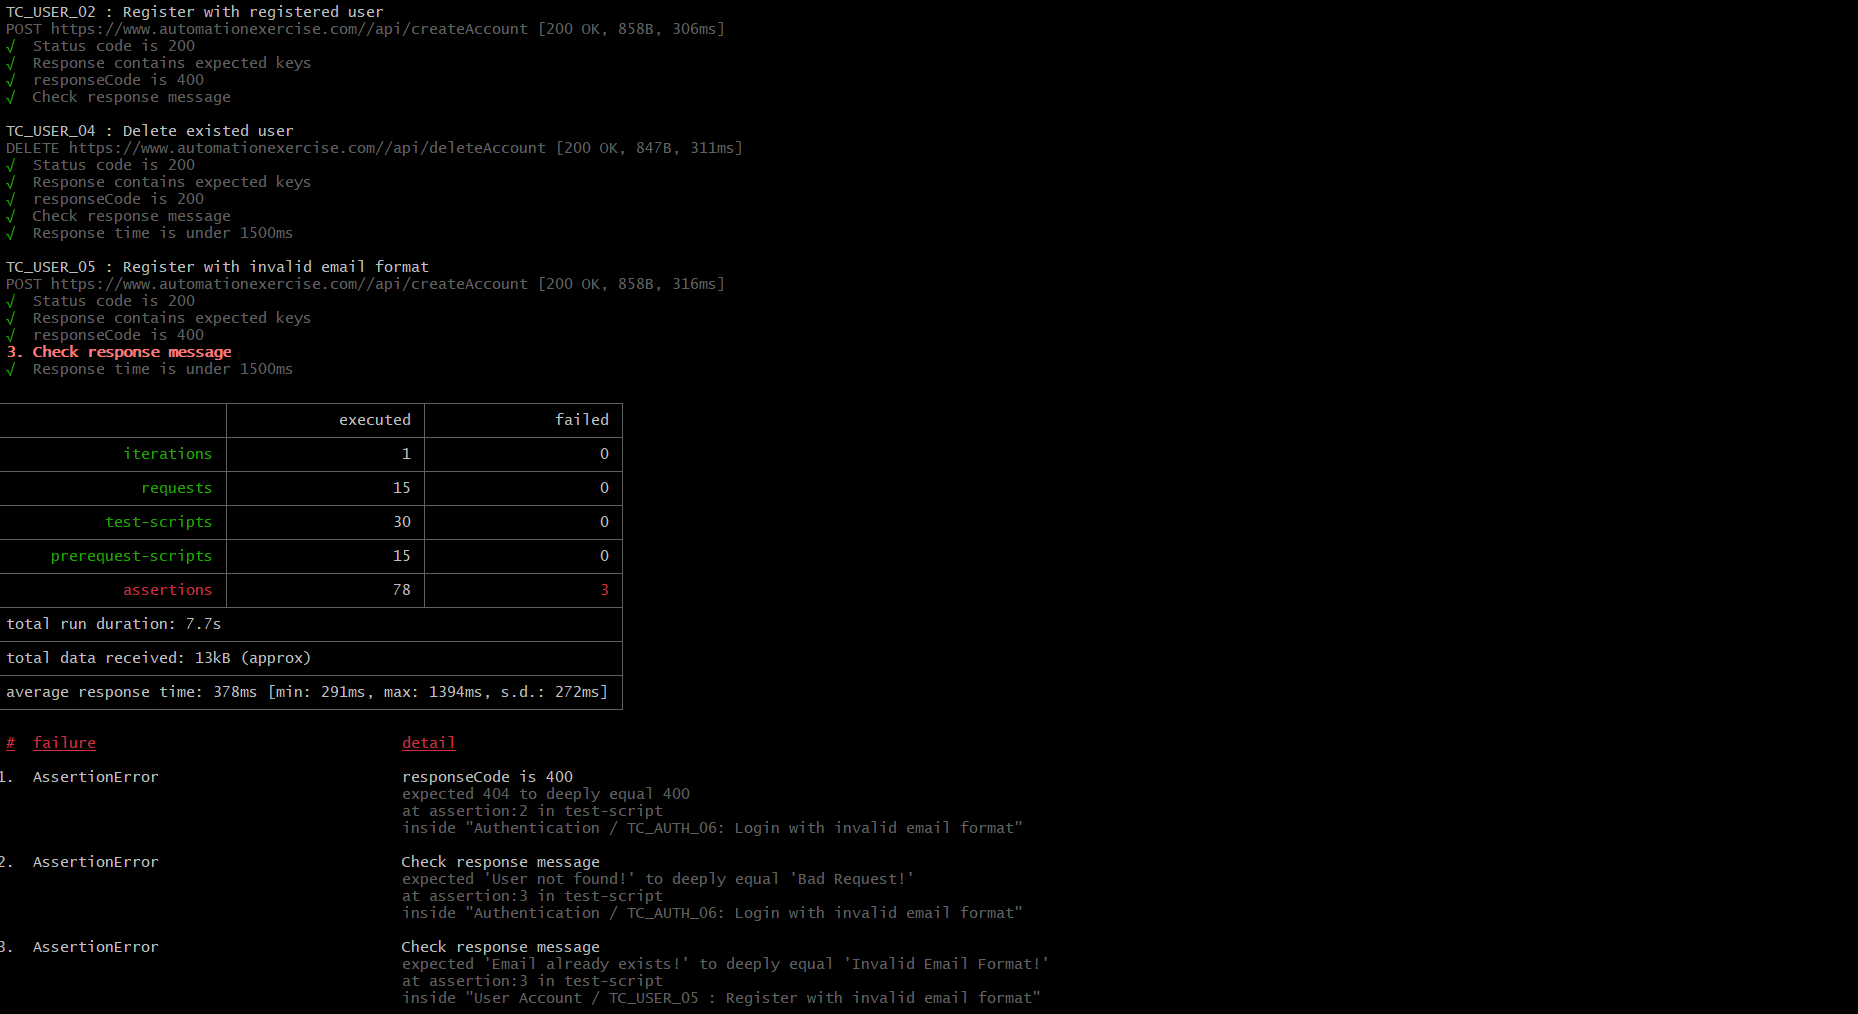 TC_USER_02 : Register with registered user
POST https://www.automationexercise.com//api/createAccount [200 OK, 858B, 306ms]
√  Status code is 200
√  Response contains expected keys
√  responseCode is 400
√  Check response message
TC_USER_04 : Delete existed user
DELETE https://www.automationexercise.com//api/deleteAccount [200 OK, 847B, 311ms]
√  Status code is 200
√  Response contains expected keys
√  responseCode is 200
√  Check response message
√  Response time is under 1500ms
TC_USER_05 : Register with invalid email format
POST https://www.automationexercise.com//api/createAccount [200 OK, 858B, 316ms]
√  Status code is 200
√  Response contains expected keys
√  responseCode is 400
3. Check response message
√  Response time is under 1500ms
executed failed
iterations 1 0
requests 15 0
test-scripts 30 0
prerequest-scripts 15 0
assertions 78 3
total run duration: 7.7s
total data received: 13kB (approx)
average response time: 378ms [min: 291ms, max: 1394ms, s.d.: 272ms]
# failure detail
1. AssertionError responseCode is 400
expected 404 to deeply equal 400
at assertion:2 in test-script
inside "Authentication / TC_AUTH_06: Login with invalid email format"
2. AssertionError Check response message
expected 'User not found!' to deeply equal 'Bad Request!'
at assertion:3 in test-script
inside "Authentication / TC_AUTH_06: Login with invalid email format"
3. AssertionError Check response message
expected 'Email already exists!' to deeply equal 'Invalid Email Format!'
at assertion:3 in test-script
inside "User Account / TC_USER_05 : Register with invalid email format"